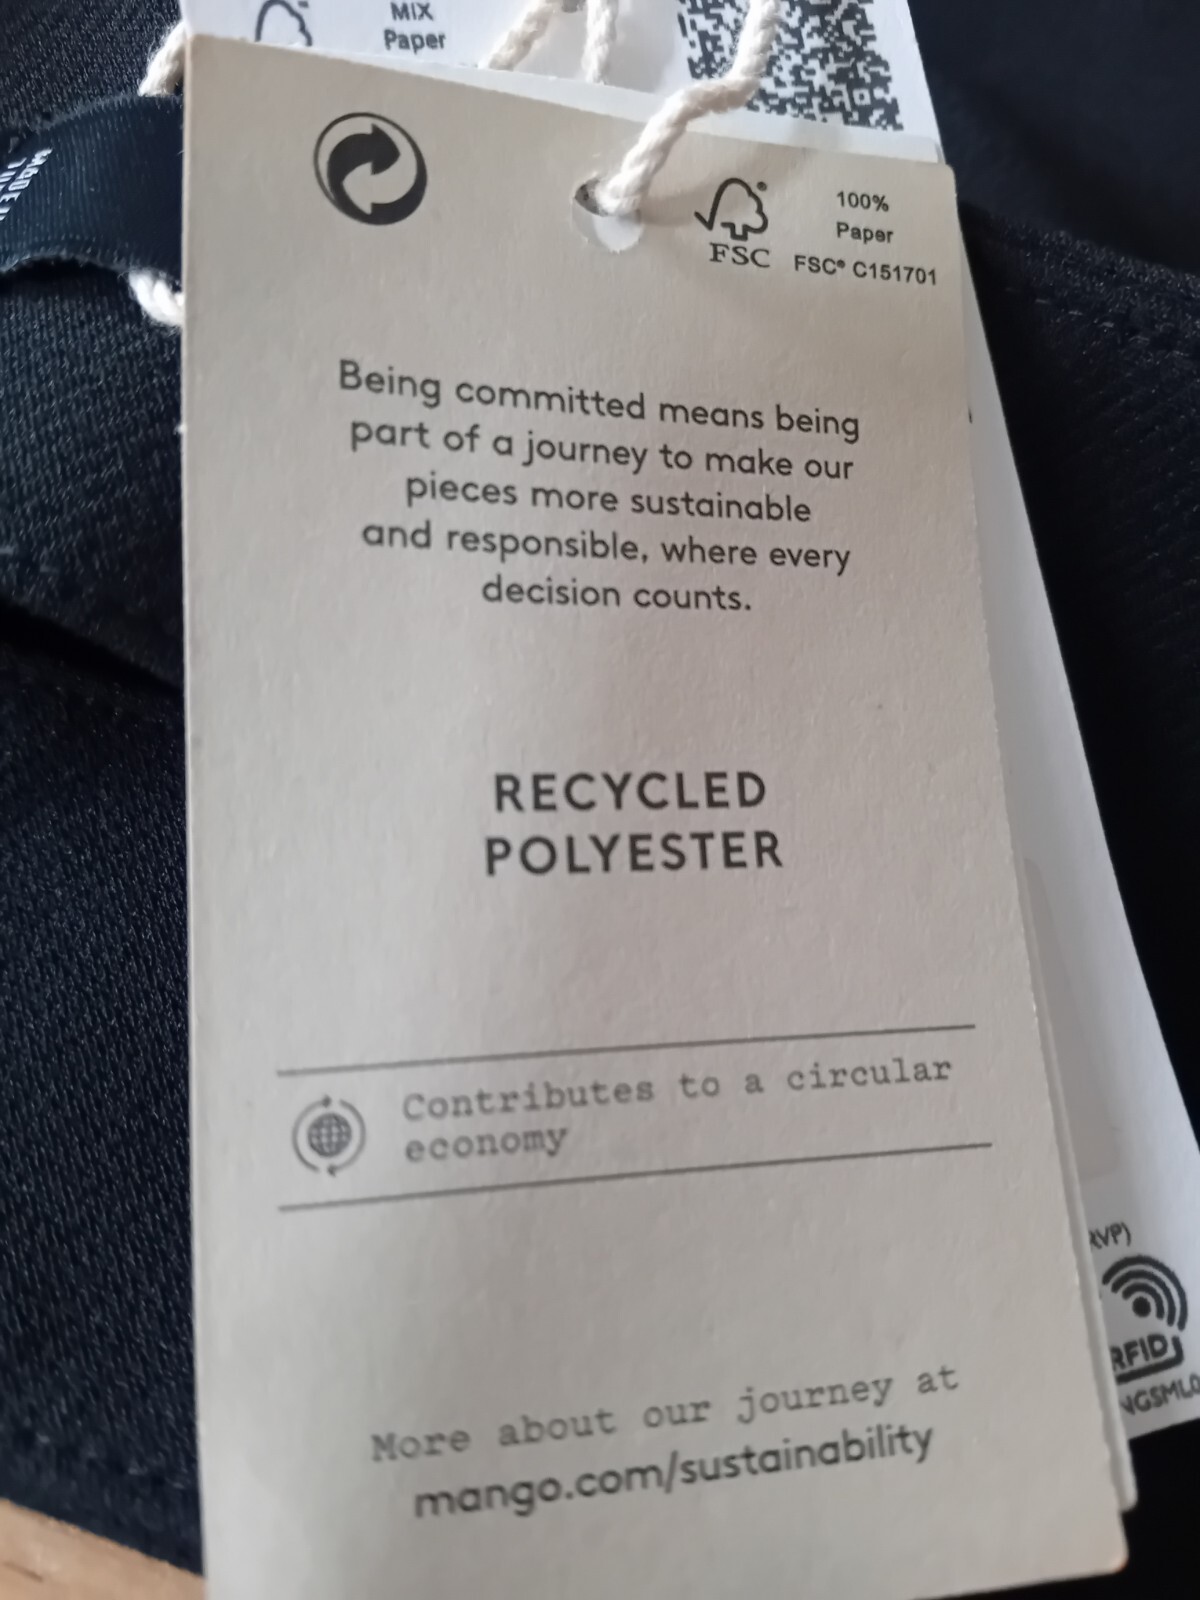 MIX
Paper
MADE
FSC
100%
Paper
FSC® C151701
Being committed means being
part of a journey to make our
pieces more sustainable
and responsible, where every
decision counts.
RECYCLED
POLYESTER
Contributes to a circular
economy
More about our journey at
mango.com/sustainability
RVP)
RFID